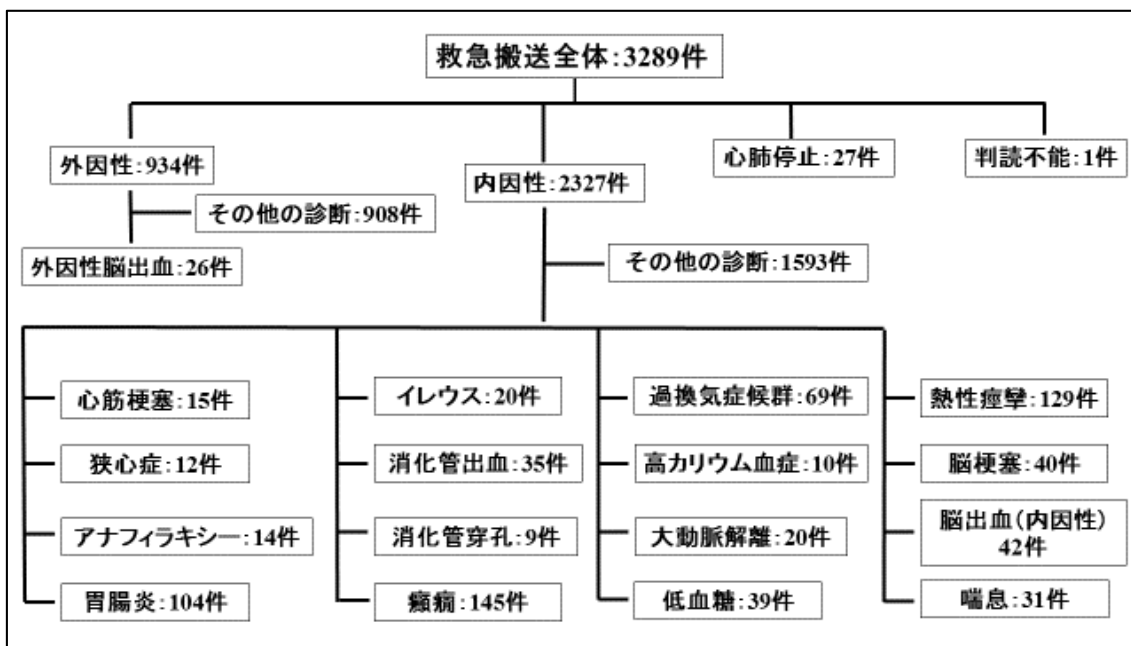 救急搬送全体：3289件
外因性：934件
内因性：2327件
心肺停止：27件
判読不能：1件
その他の診断：908件
外因性脳出血：26件
その他の診断：1593件
心筋梗塞：15件
イレウス：20件
過換気症候群：69件
熱性痙攣：129件
狭心症：12件
消化管出血：35件
高カリウム血症：10件
脳梗塞：40件
アナフィラキシー：14件
消化管穿孔：9件
大動脈解離：20件
脳出血（内因性）
42件
胃腸炎：104件
癲癇：145件
低血糖：39件
喘息：31件